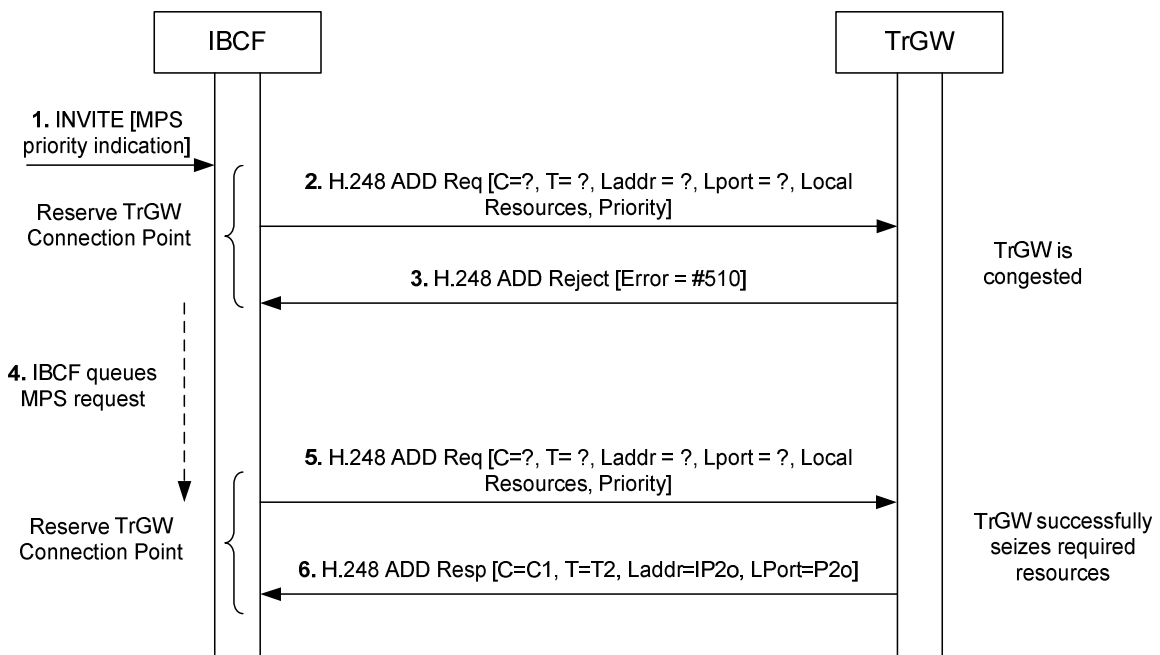 IBCF
TrGW
1. INVITE [MPS
priority indication]
2. H.248 ADD Req [C=?, T= ?, Laddr = ?, Lport = ?, Local
Resources, Priority]
Reserve TrGW
Connection Point
TrGW is
congested
3. H.248 ADD Reject [Error = #510]
4. IBCF queues
MPS request
5. H.248 ADD Req [C=?, T= ?, Laddr = ?, Lport = ?, Local
Resources, Priority]
Reserve TrGW
Connection Point
TrGW successfully
seizes required
resources
6. H.248 ADD Resp [C=C1, T=T2, Laddr=IP2o, LPort=P2o]